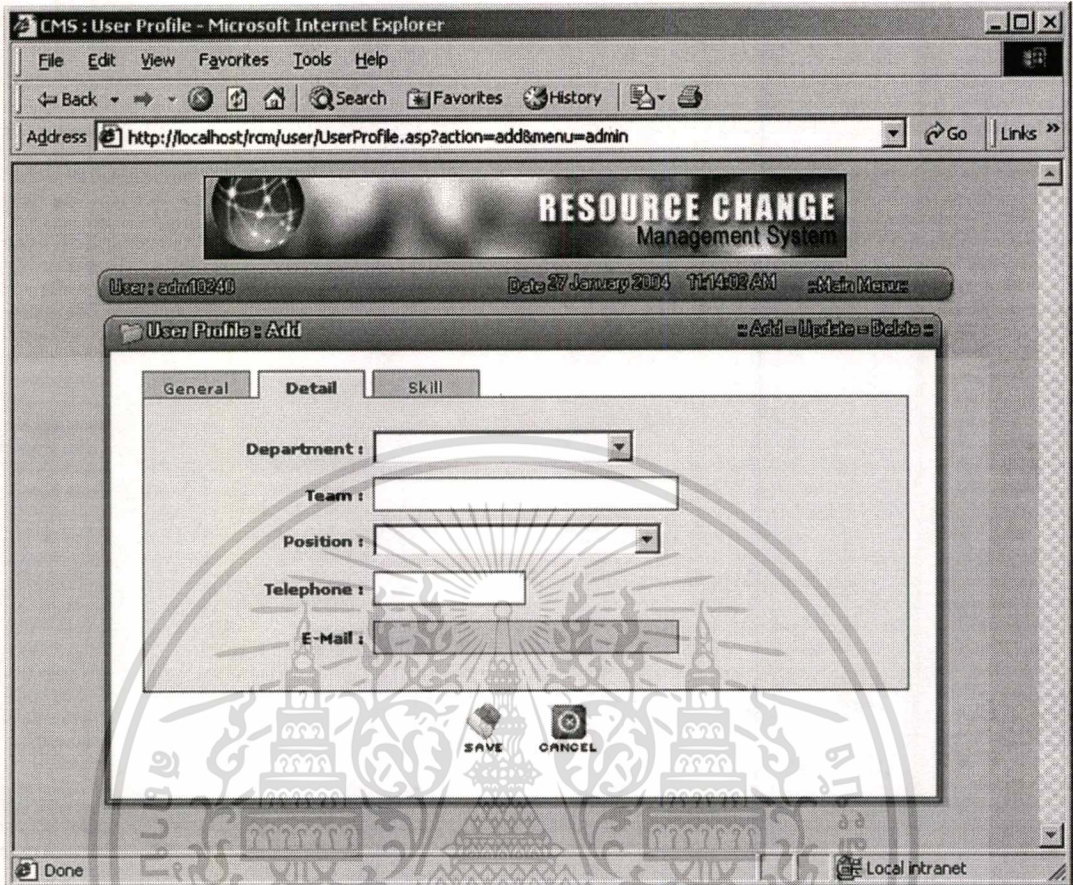 CMS : User Profile - Microsoft Internet Explorer
File Edit View Favorites Tools Help
Back Search Favorites History
Address http://localhost/rcm/user/UserProfile.asp?action=add&menu=admin Go Links »
RESOURCE CHANGE
Management System
User : adm10240 Date 27 January 2004 11:14:02 AM ::Main Menu::
User Profile : Add :: Add :: Update :: Delete ::
General Detail Skill
Department :
Team :
Position :
Telephone :
E-Mail :
SAVE CANCEL
Done Local intranet